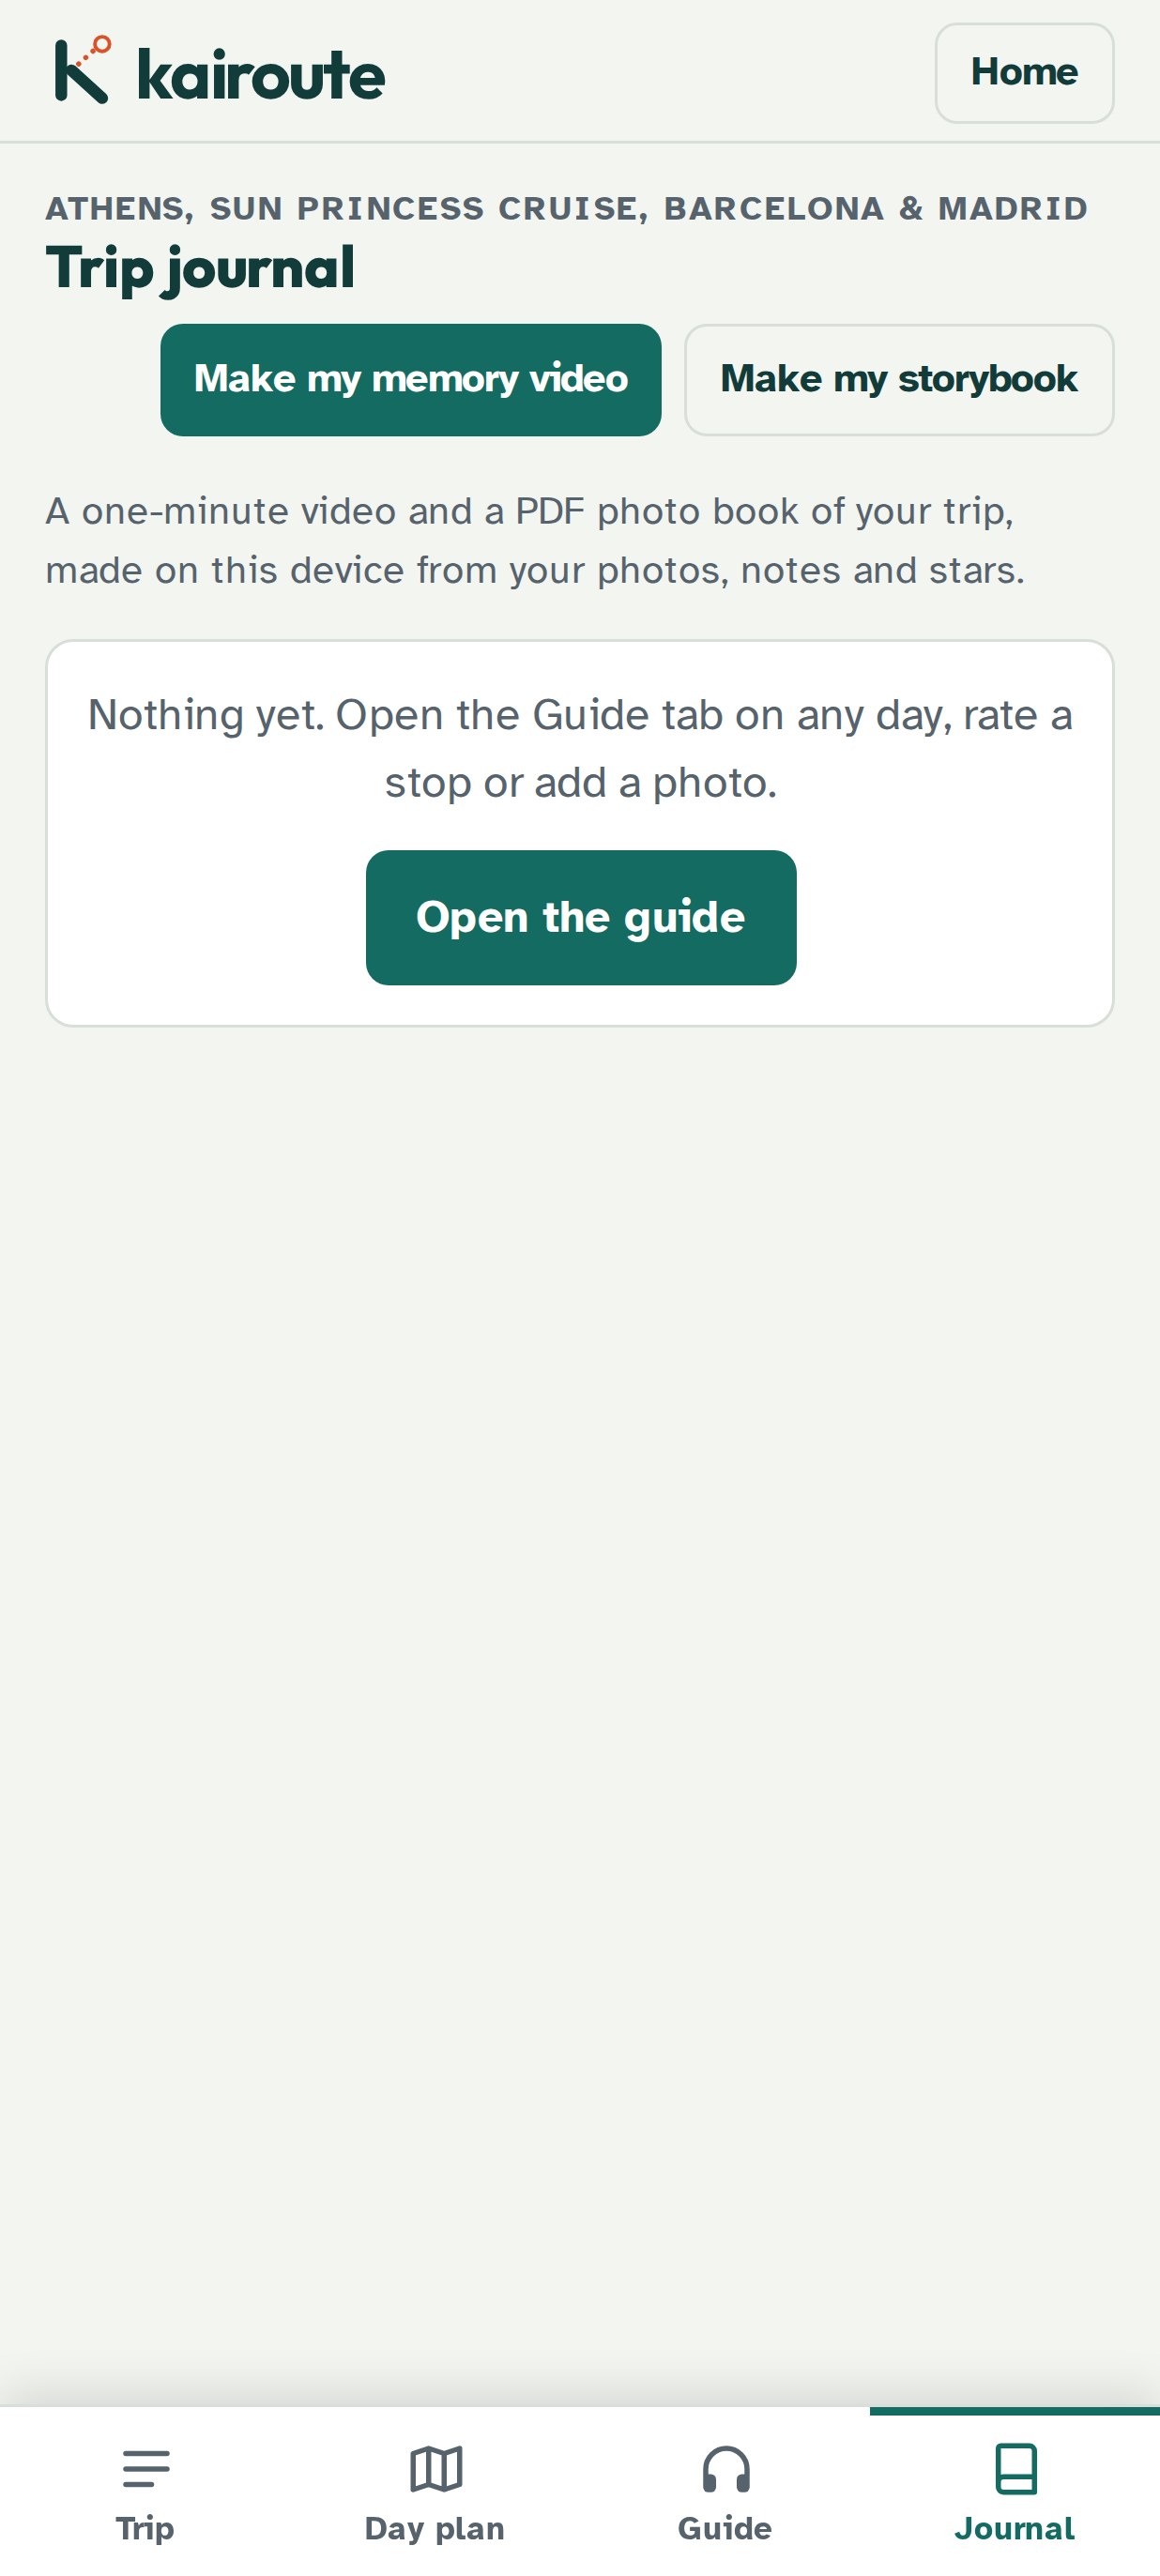 kairoute
Home
ATHENS, SUN PRINCESS CRUISE, BARCELONA & MADRID
Trip journal
Make my memory video
Make my storybook
A one-minute video and a PDF photo book of your trip,
made on this device from your photos, notes and stars.
Nothing yet. Open the Guide tab on any day, rate a
stop or add a photo.
Open the guide
Trip
Day plan
Guide
Journal